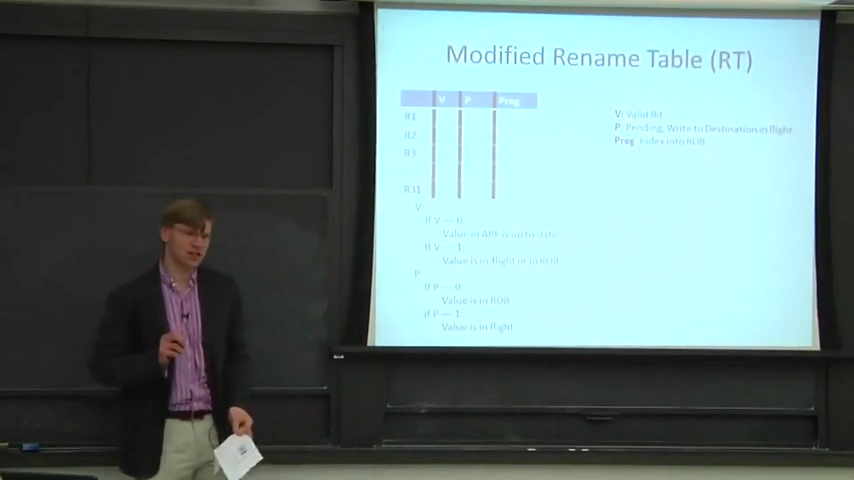 Modified Rename Table (RT)
V P Preg
R1
R2
R3
R31
V: Valid Bit
P: Pending, Write to Destination in flight
Preg: Index into ROB
V:
If V == 0:
Value in ARF is up to date
If V == 1:
Value is in-flight or in ROB
P:
If P == 0:
Value is in ROB
If P == 1:
Value is in flight